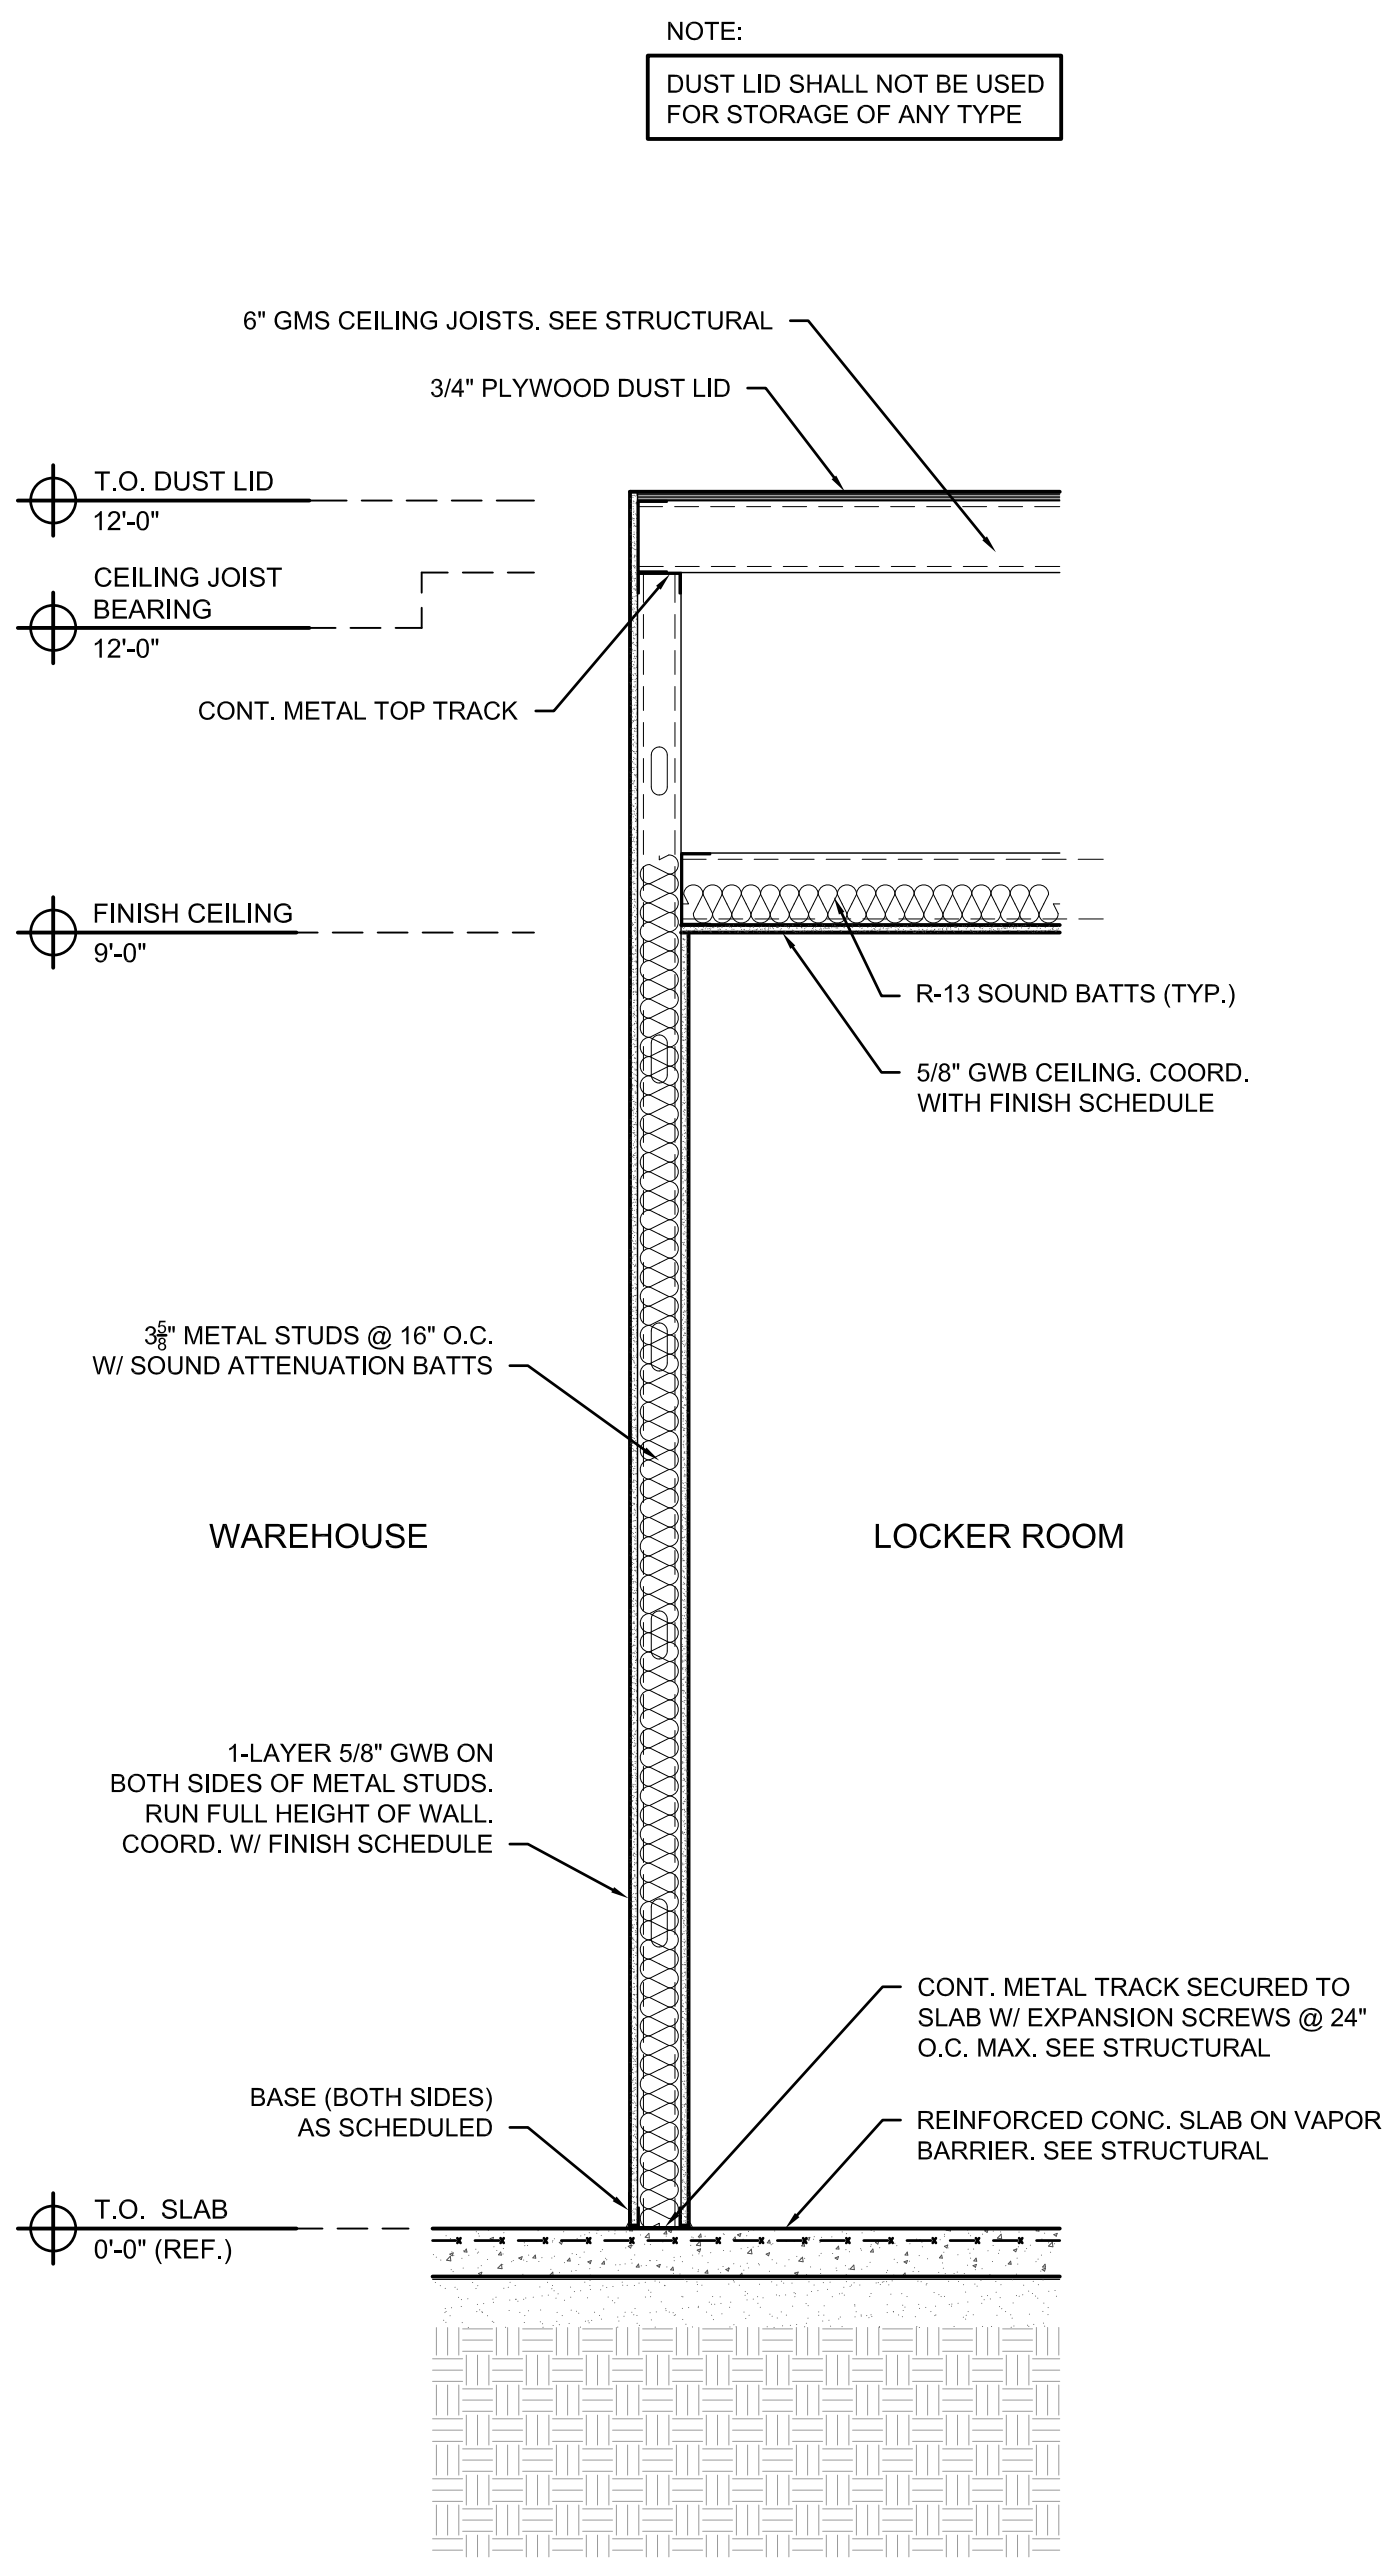 NOTE:
DUST LID SHALL NOT BE USED
FOR STORAGE OF ANY TYPE
6" GMS CEILING JOISTS. SEE STRUCTURAL
3/4" PLYWOOD DUST LID
T.O. DUST LID
12'-0"
CEILING JOIST
BEARING
12'-0"
CONT. METAL TOP TRACK
FINISH CEILING
9'-0"
R-13 SOUND BATTS (TYP.)
5/8" GWB CEILING. COORD.
WITH FINISH SCHEDULE
3 5/8" METAL STUDS @ 16" O.C.
W/ SOUND ATTENUATION BATTS
WAREHOUSE
LOCKER ROOM
1-LAYER 5/8" GWB ON
BOTH SIDES OF METAL STUDS.
RUN FULL HEIGHT OF WALL.
COORD. W/ FINISH SCHEDULE
CONT. METAL TRACK SECURED TO
SLAB W/ EXPANSION SCREWS @ 24"
O.C. MAX. SEE STRUCTURAL
BASE (BOTH SIDES)
AS SCHEDULED
REINFORCED CONC. SLAB ON VAPOR
BARRIER. SEE STRUCTURAL
T.O. SLAB
0'-0" (REF.)